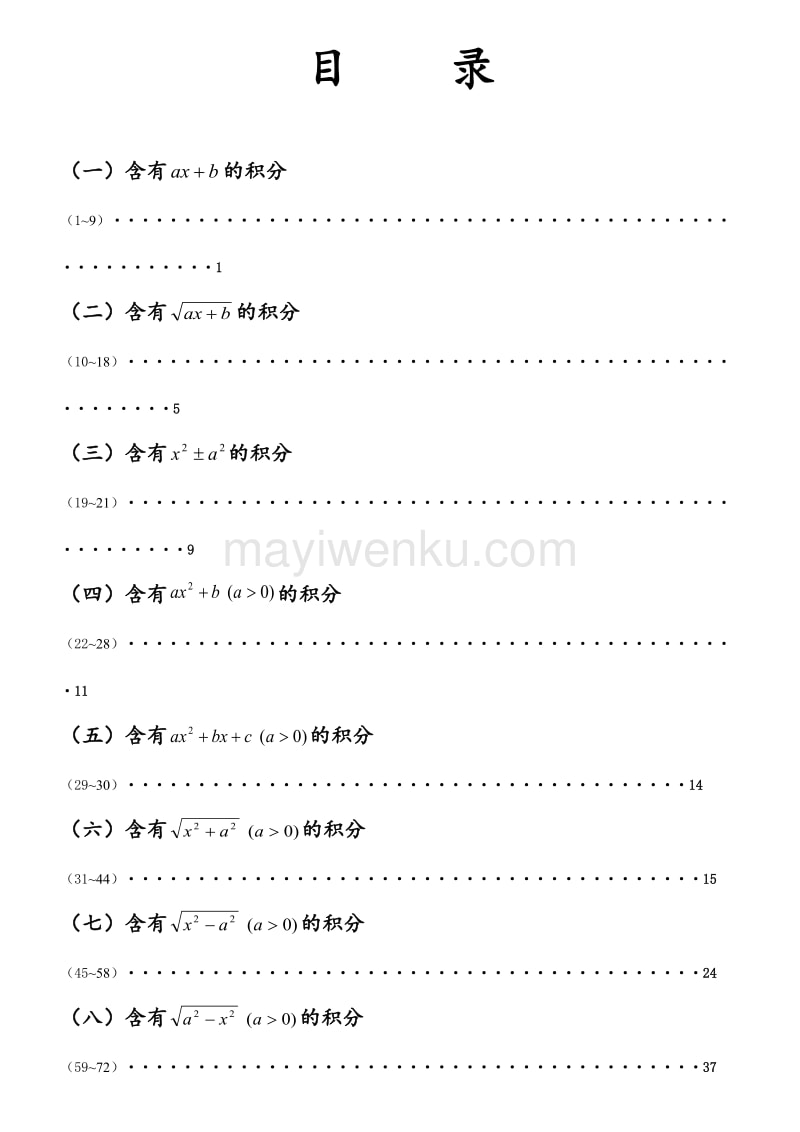 目 录
（一）含有 ax + b 的积分
（1~9）············································
···········1
（二）含有 √(ax + b) 的积分
（10~18）···········································
········5
（三）含有 x² ± a² 的积分
（19~21）···········································
·········9
mayiwenku.com
（四）含有 ax² + b (a > 0) 的积分
（22~28）···········································
·11
（五）含有 ax² + bx + c (a > 0) 的积分
（29~30）········································14
（六）含有 √(x² + a²) (a > 0) 的积分
（31~44）·········································15
（七）含有 √(x² − a²) (a > 0) 的积分
（45~58）·········································24
（八）含有 √(a² − x²) (a > 0) 的积分
（59~72）·········································37